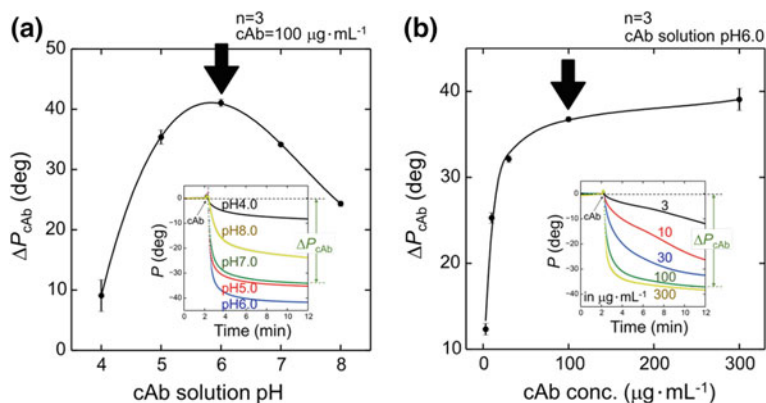 (a)
n=3
cAb=100 μg·mL⁻¹
ΔP_cAb (deg)
50
40
30
20
10
0
4 5 6 7 8
cAb solution pH
P (deg)
0
-10
-20
-30
-40
0 2 4 6 8 10 12
Time (min)
cAb
pH4.0
pH8.0
pH7.0
pH5.0
pH6.0
ΔP_cAb
(b)
n=3
cAb solution pH6.0
ΔP_cAb (deg)
40
30
20
10
0 100 200 300
cAb conc. (μg·mL⁻¹)
P (deg)
0
-10
-20
-30
-40
0 2 4 6 8 10 12
Time (min)
cAb
3
10
30
100
300
in μg·mL⁻¹
ΔP_cAb